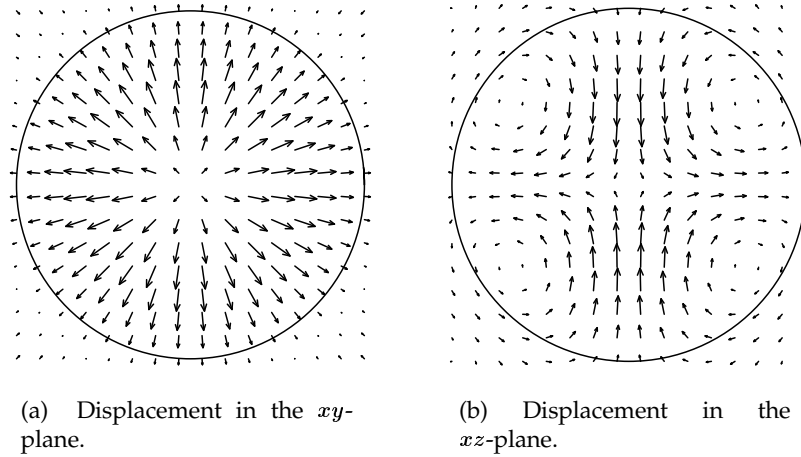 (a) Displacement in the xy-
plane.
(b) Displacement in the
xz-plane.